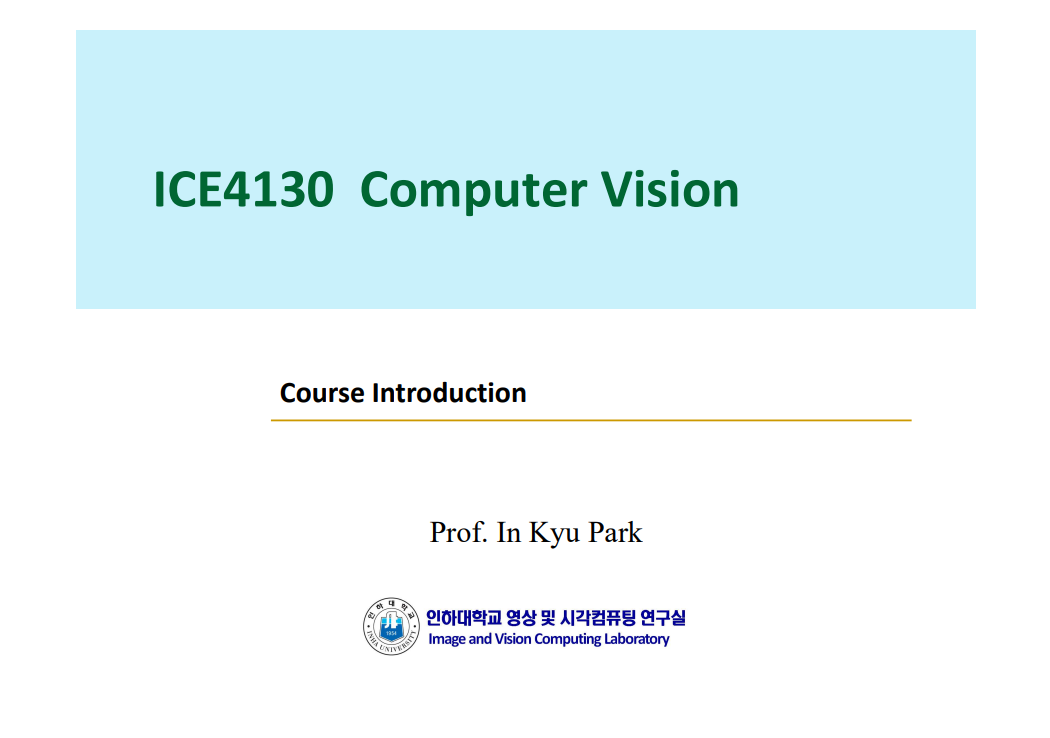 ICE4130 Computer Vision
Course Introduction
Prof. In Kyu Park
인하대학교
INHA UNIVERSITY
1954
인하대학교 영상 및 시각컴퓨팅 연구실
Image and Vision Computing Laboratory